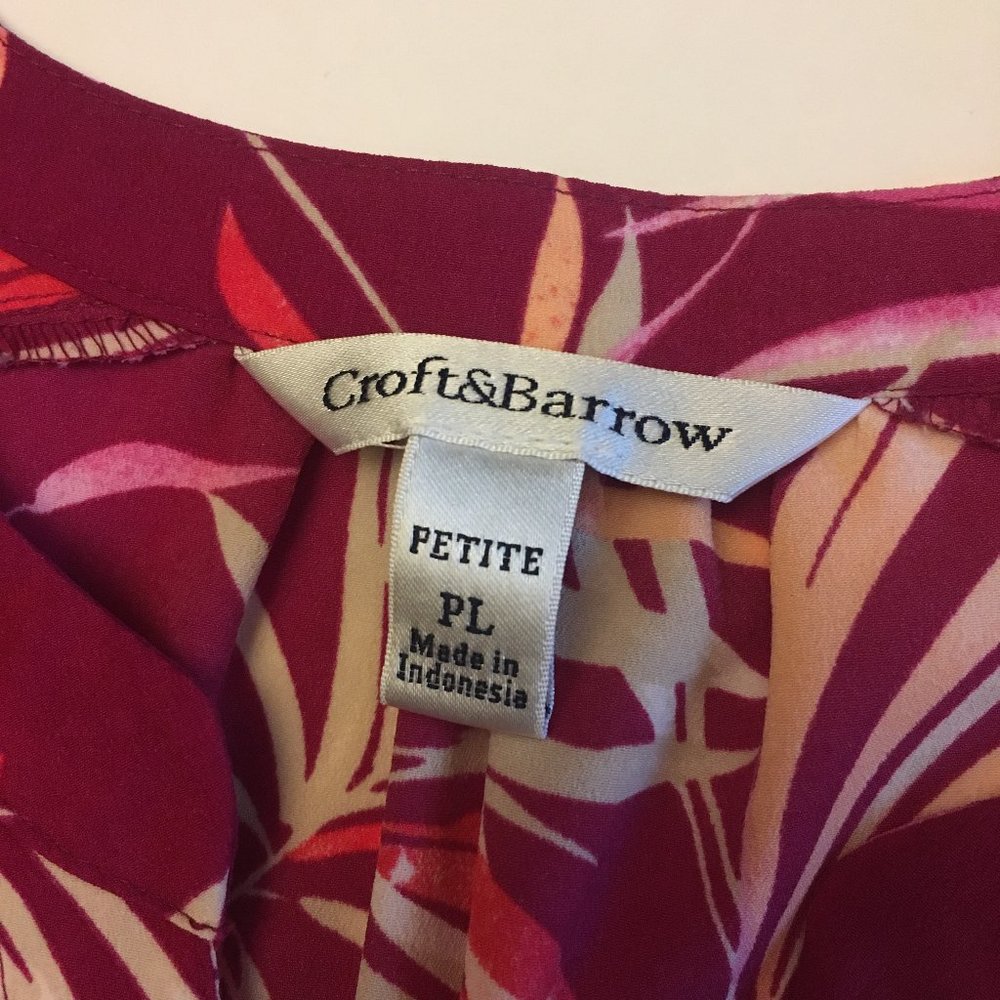 Croft&Barrow
PETITE
PL
Made in
Indonesia